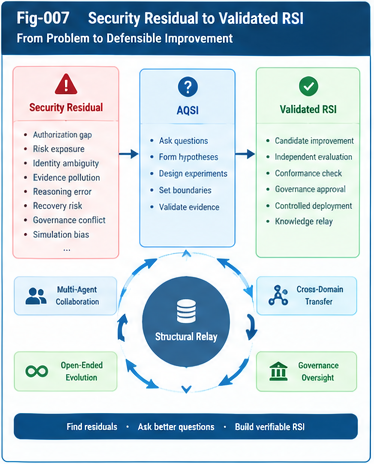 Fig-007 Security Residual to Validated RSI
From Problem to Defensible Improvement
Security Residual
• Authorization gap
• Risk exposure
• Identity ambiguity
• Evidence pollution
• Reasoning error
• Recovery risk
• Governance conflict
• Simulation bias
...
AQSI
• Ask questions
• Form hypotheses
• Design experiments
• Set boundaries
• Validate evidence
Validated RSI
• Candidate improvement
• Independent evaluation
• Conformance check
• Governance approval
• Controlled deployment
• Knowledge relay
Multi-Agent
Collaboration
Cross-Domain
Transfer
Structural Relay
Open-Ended
Evolution
Governance
Oversight
Find residuals • Ask better questions • Build verifiable RSI